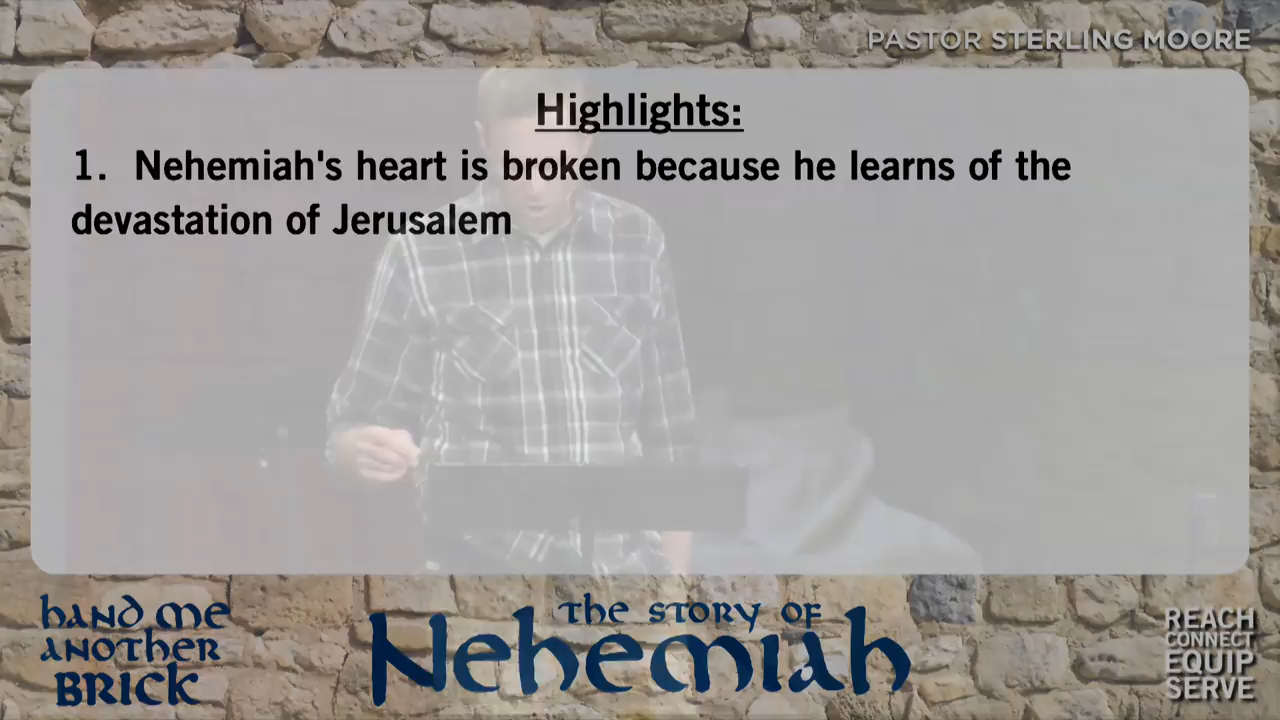 PASTOR STERLING MOORE
Highlights:
1. Nehemiah's heart is broken because he learns of the
devastation of Jerusalem
hand me
another
BRICK
the story of
Nehemiah
REACH
CONNECT
EQUIP
SERVE